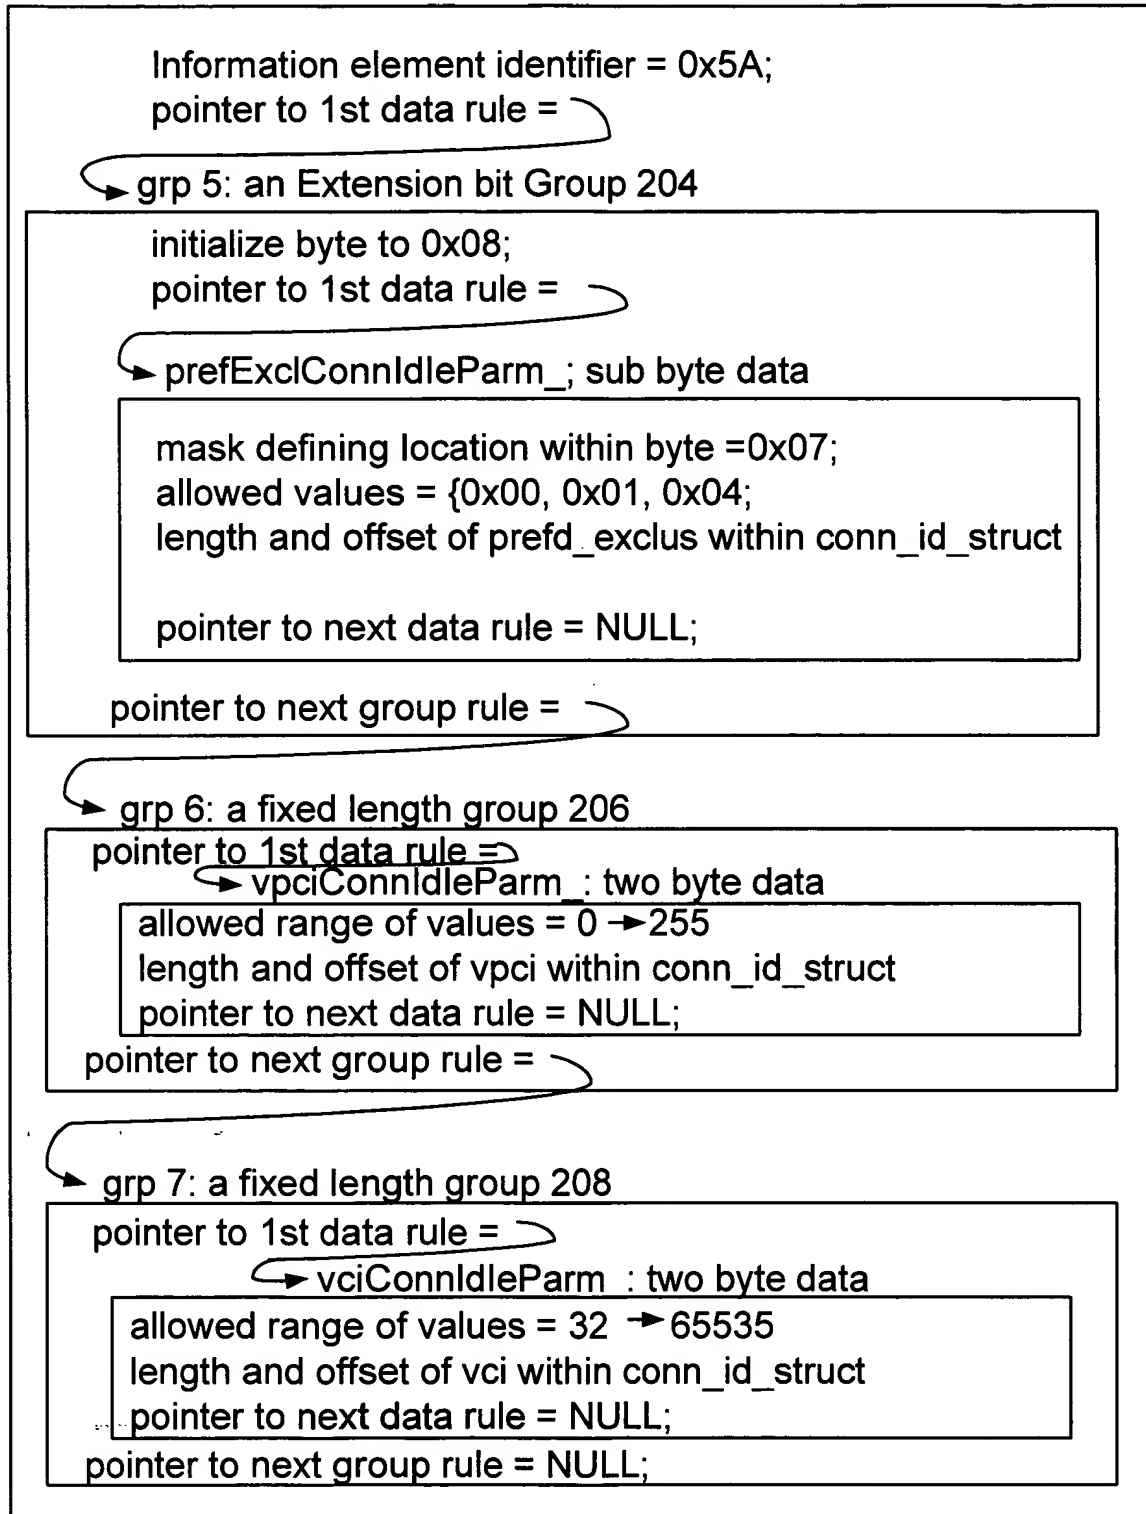 Information element identifier = 0x5A;
pointer to 1st data rule =
grp 5: an Extension bit Group 204
initialize byte to 0x08;
pointer to 1st data rule =
prefExclConnIdIeParm_; sub byte data
mask defining location within byte =0x07;
allowed values = {0x00, 0x01, 0x04;
length and offset of prefd_exclus within conn_id_struct
pointer to next data rule = NULL;
pointer to next group rule =
grp 6: a fixed length group 206
pointer to 1st data rule =
vpciConnIdIeParm_: two byte data
allowed range of values = 0 → 255
length and offset of vpci within conn_id_struct
pointer to next data rule = NULL;
pointer to next group rule =
grp 7: a fixed length group 208
pointer to 1st data rule =
vciConnIdIeParm : two byte data
allowed range of values = 32 → 65535
length and offset of vci within conn_id_struct
pointer to next data rule = NULL;
pointer to next group rule = NULL;